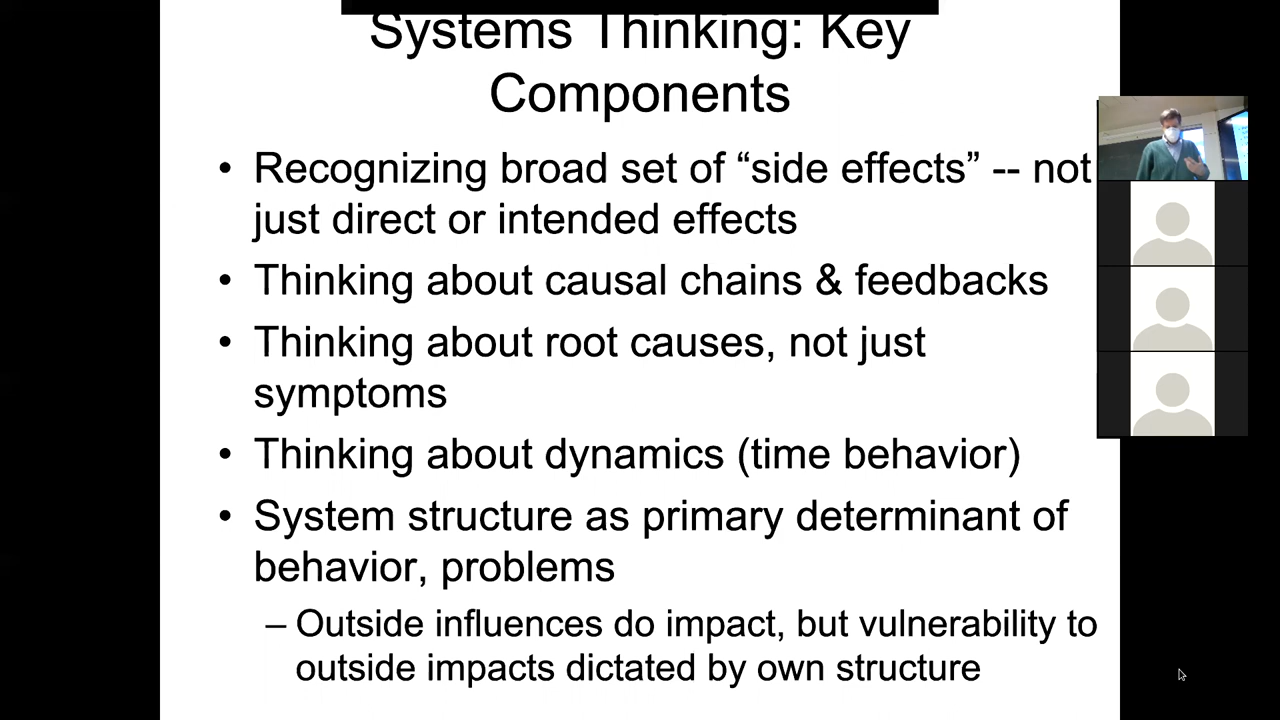 Systems Thinking: Key
Components
• Recognizing broad set of “side effects” -- not
just direct or intended effects
• Thinking about causal chains & feedbacks
• Thinking about root causes, not just
symptoms
• Thinking about dynamics (time behavior)
• System structure as primary determinant of
behavior, problems
– Outside influences do impact, but vulnerability to
outside impacts dictated by own structure